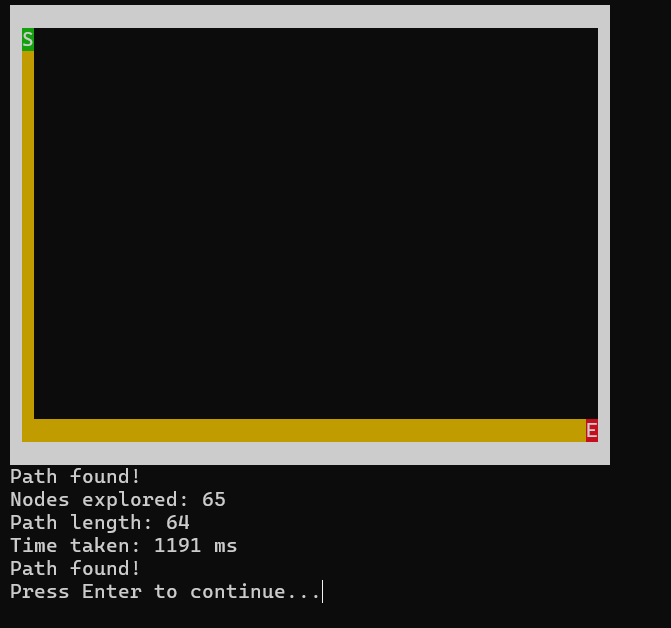 S
E
Path found!
Nodes explored: 65
Path length: 64
Time taken: 1191 ms
Path found!
Press Enter to continue...